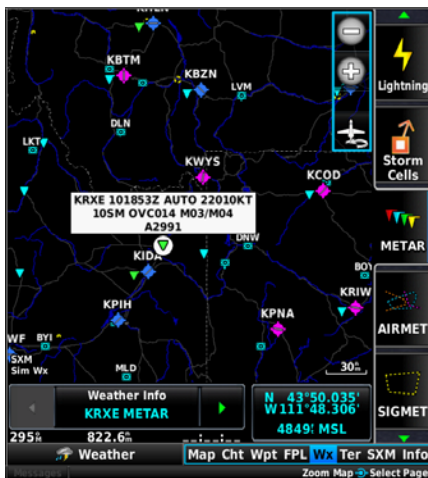 KBTM
KBZN
LVM
Lightning
DLN
LKT
KWYS
Storm
Cells
KCOD
KRXE 101853Z AUTO 22010KT
10SM OVC014 M03/M04
A2991
METAR
DNW
KIDA
BOY
KRIW
KPIH
KPNA
AIRMET
WF
BYI
SXM
Sim Wx
MLD
30
SIGMET
Weather Info
KRXE METAR
N 43°50.035'
W111°48.306'
4849 MSL
295
822.6
Weather
Map Cht Wpt FPL Wx Ter SXM Info
Messages
Zoom Map Select Page